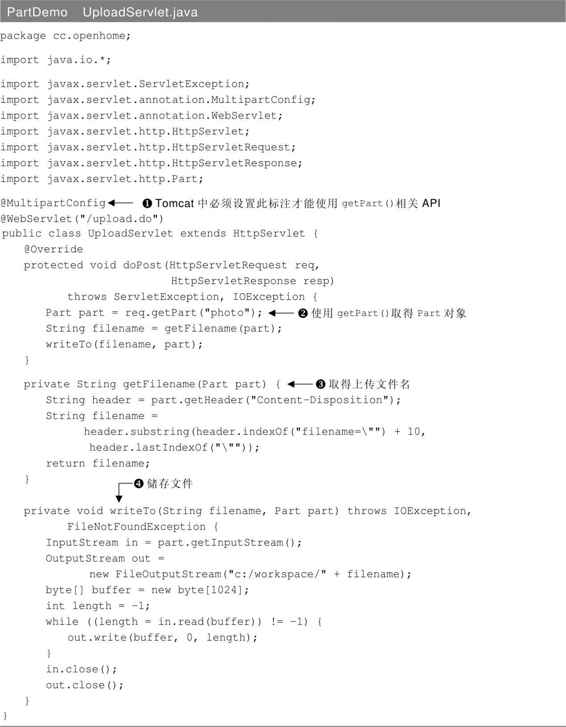 PartDemo UploadServlet.java
package cc.openhome;
import java.io.*;
import javax.servlet.ServletException;
import javax.servlet.annotation.MultipartConfig;
import javax.servlet.annotation.WebServlet;
import javax.servlet.http.HttpServlet;
import javax.servlet.http.HttpServletRequest;
import javax.servlet.http.HttpServletResponse;
import javax.servlet.http.Part;
@MultipartConfig ❶ Tomcat 中必须设置此标注才能使用 getPart()相关 API
@WebServlet("/upload.do")
public class UploadServlet extends HttpServlet {
@Override
protected void doPost(HttpServletRequest req,
HttpServletResponse resp)
throws ServletException, IOException {
Part part = req.getPart("photo"); ❷ 使用 getPart()取得 Part 对象
String filename = getFilename(part);
writeTo(filename, part);
}
private String getFilename(Part part) { ❸ 取得上传文件名
String header = part.getHeader("Content-Disposition");
String filename =
header.substring(header.indexOf("filename=\"") + 10,
header.lastIndexOf("\""));
return filename;
}
❹ 储存文件
private void writeTo(String filename, Part part) throws IOException,
FileNotFoundException {
InputStream in = part.getInputStream();
OutputStream out =
new FileOutputStream("c:/workspace/" + filename);
byte[] buffer = new byte[1024];
int length = -1;
while ((length = in.read(buffer)) != -1) {
out.write(buffer, 0, length);
}
in.close();
out.close();
}
}